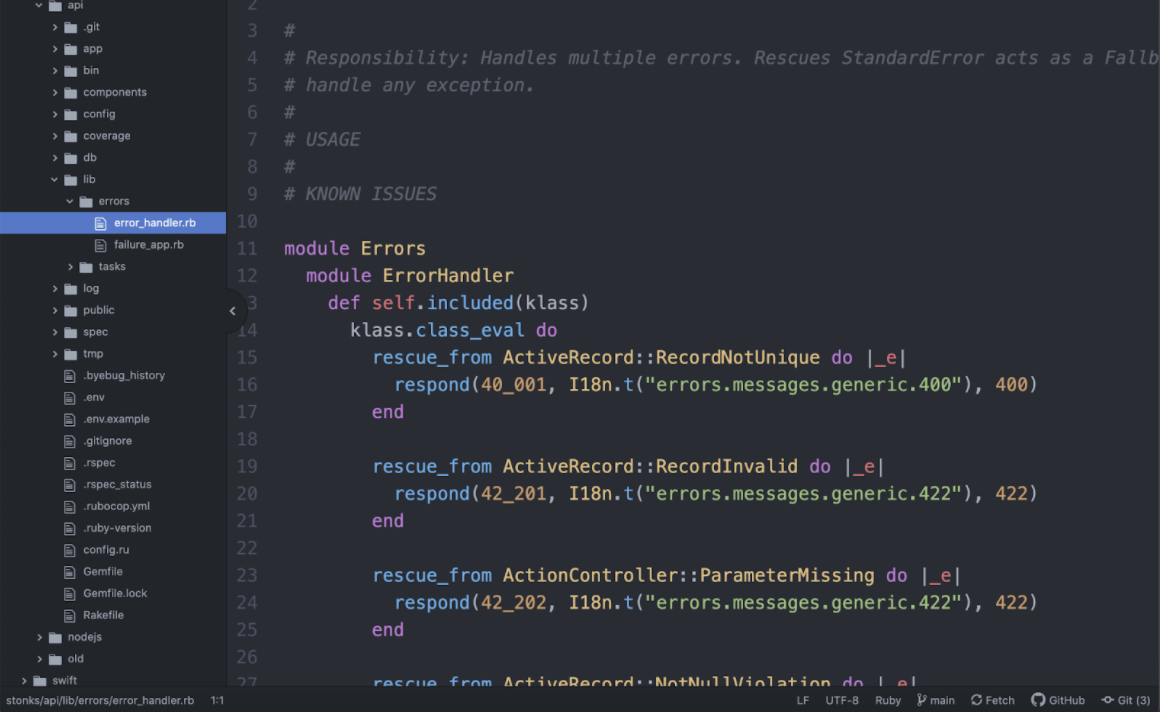 api
.git
app
bin
components
config
coverage
db
lib
errors
error_handler.rb
failure_app.rb
tasks
log
public
spec
tmp
.byebug_history
.env
.env.example
.gitignore
.rspec
.rspec_status
.rubocop.yml
.ruby-version
config.ru
Gemfile
Gemfile.lock
Rakefile
nodejs
old
swift
2
3 #
4 # Responsibility: Handles multiple errors. Rescues StandardError acts as a Fallb
5 # handle any exception.
6 #
7 # USAGE
8 #
9 # KNOWN ISSUES
10
11 module Errors
12 module ErrorHandler
3 def self.included(klass)
14 klass.class_eval do
15 rescue_from ActiveRecord::RecordNotUnique do |_e|
16 respond(40_001, I18n.t("errors.messages.generic.400"), 400)
17 end
18
19 rescue_from ActiveRecord::RecordInvalid do |_e|
20 respond(42_201, I18n.t("errors.messages.generic.422"), 422)
21 end
22
23 rescue_from ActionController::ParameterMissing do |_e|
24 respond(42_202, I18n.t("errors.messages.generic.422"), 422)
25 end
26
27 rescue_from ActiveRecord::NotNullViolation do |_e|
stonks/api/lib/errors/error_handler.rb 1:1 LF UTF-8 Ruby main Fetch GitHub Git (3)